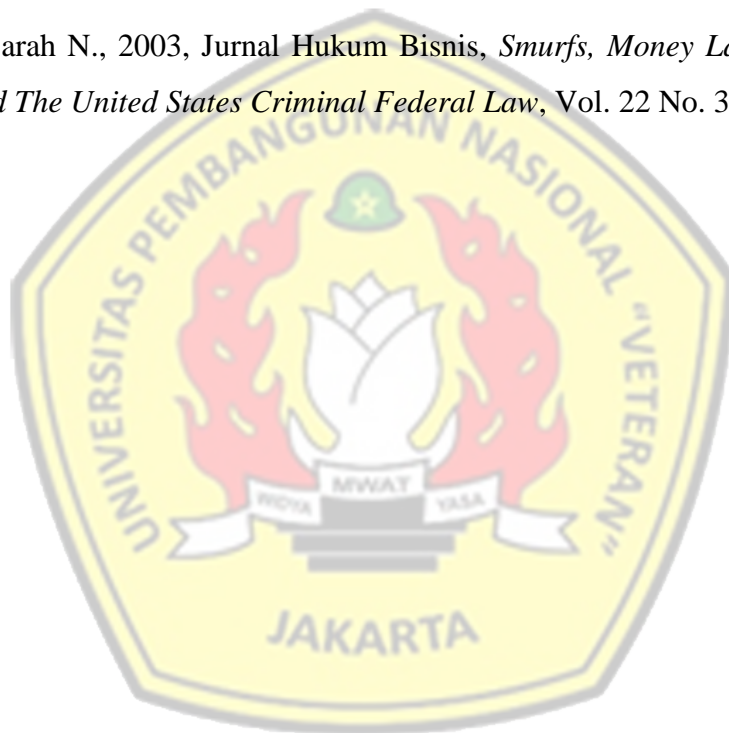 arah N., 2003, Jurnal Hukum Bisnis, Smurfs, Money La
d The United States Criminal Federal Law, Vol. 22 No. 3
UNIVERSITAS PEMBANGUNAN NASIONAL "VETERAN"
WIDYA MWAT YASA
JAKARTA